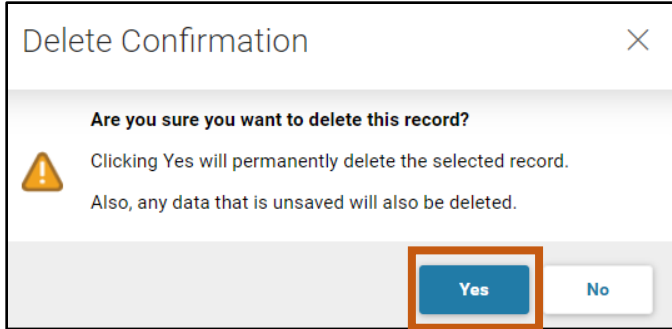 Delete Confirmation
Are you sure you want to delete this record?
Clicking Yes will permanently delete the selected record.
Also, any data that is unsaved will also be deleted.
Yes No